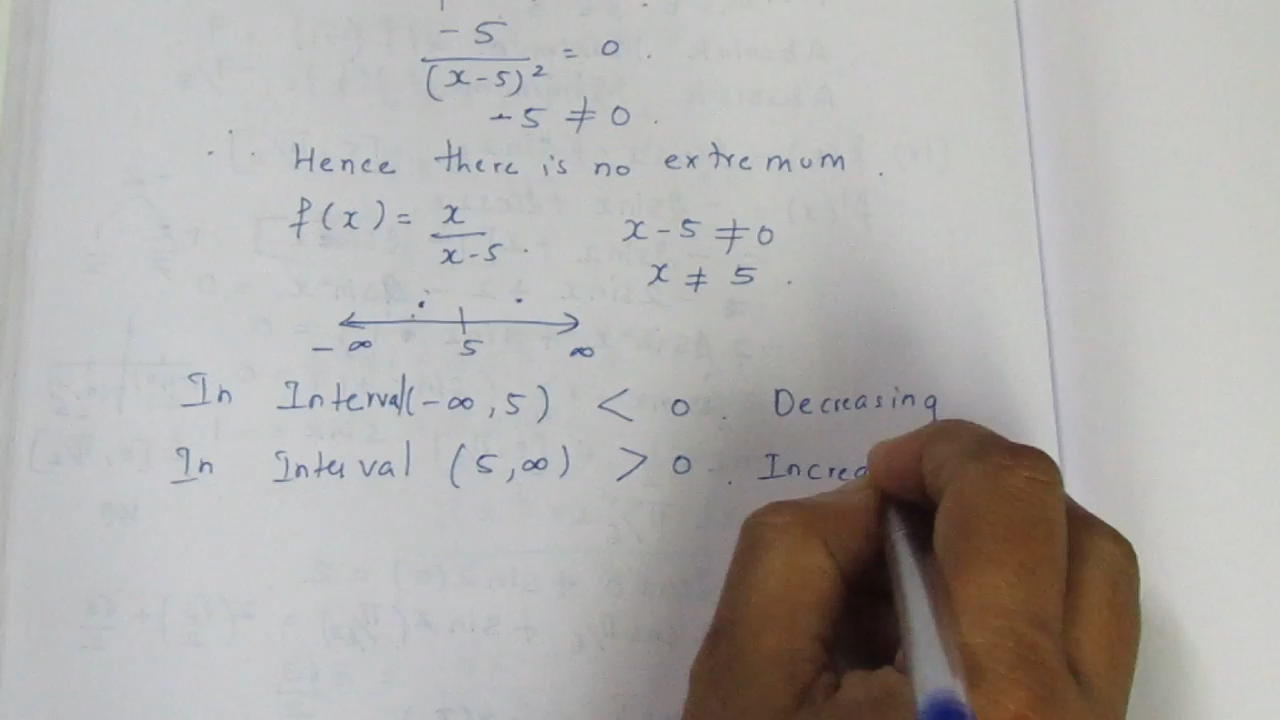 -5/(x-5)² = 0.
-5 ≠ 0.
Hence there is no extremum.
f(x) = x/(x-5). x-5 ≠ 0
x ≠ 5.
-∞ 5 ∞
In Interval (-∞, 5) < 0. Decreasing
In Interval (5, ∞) > 0. Increa